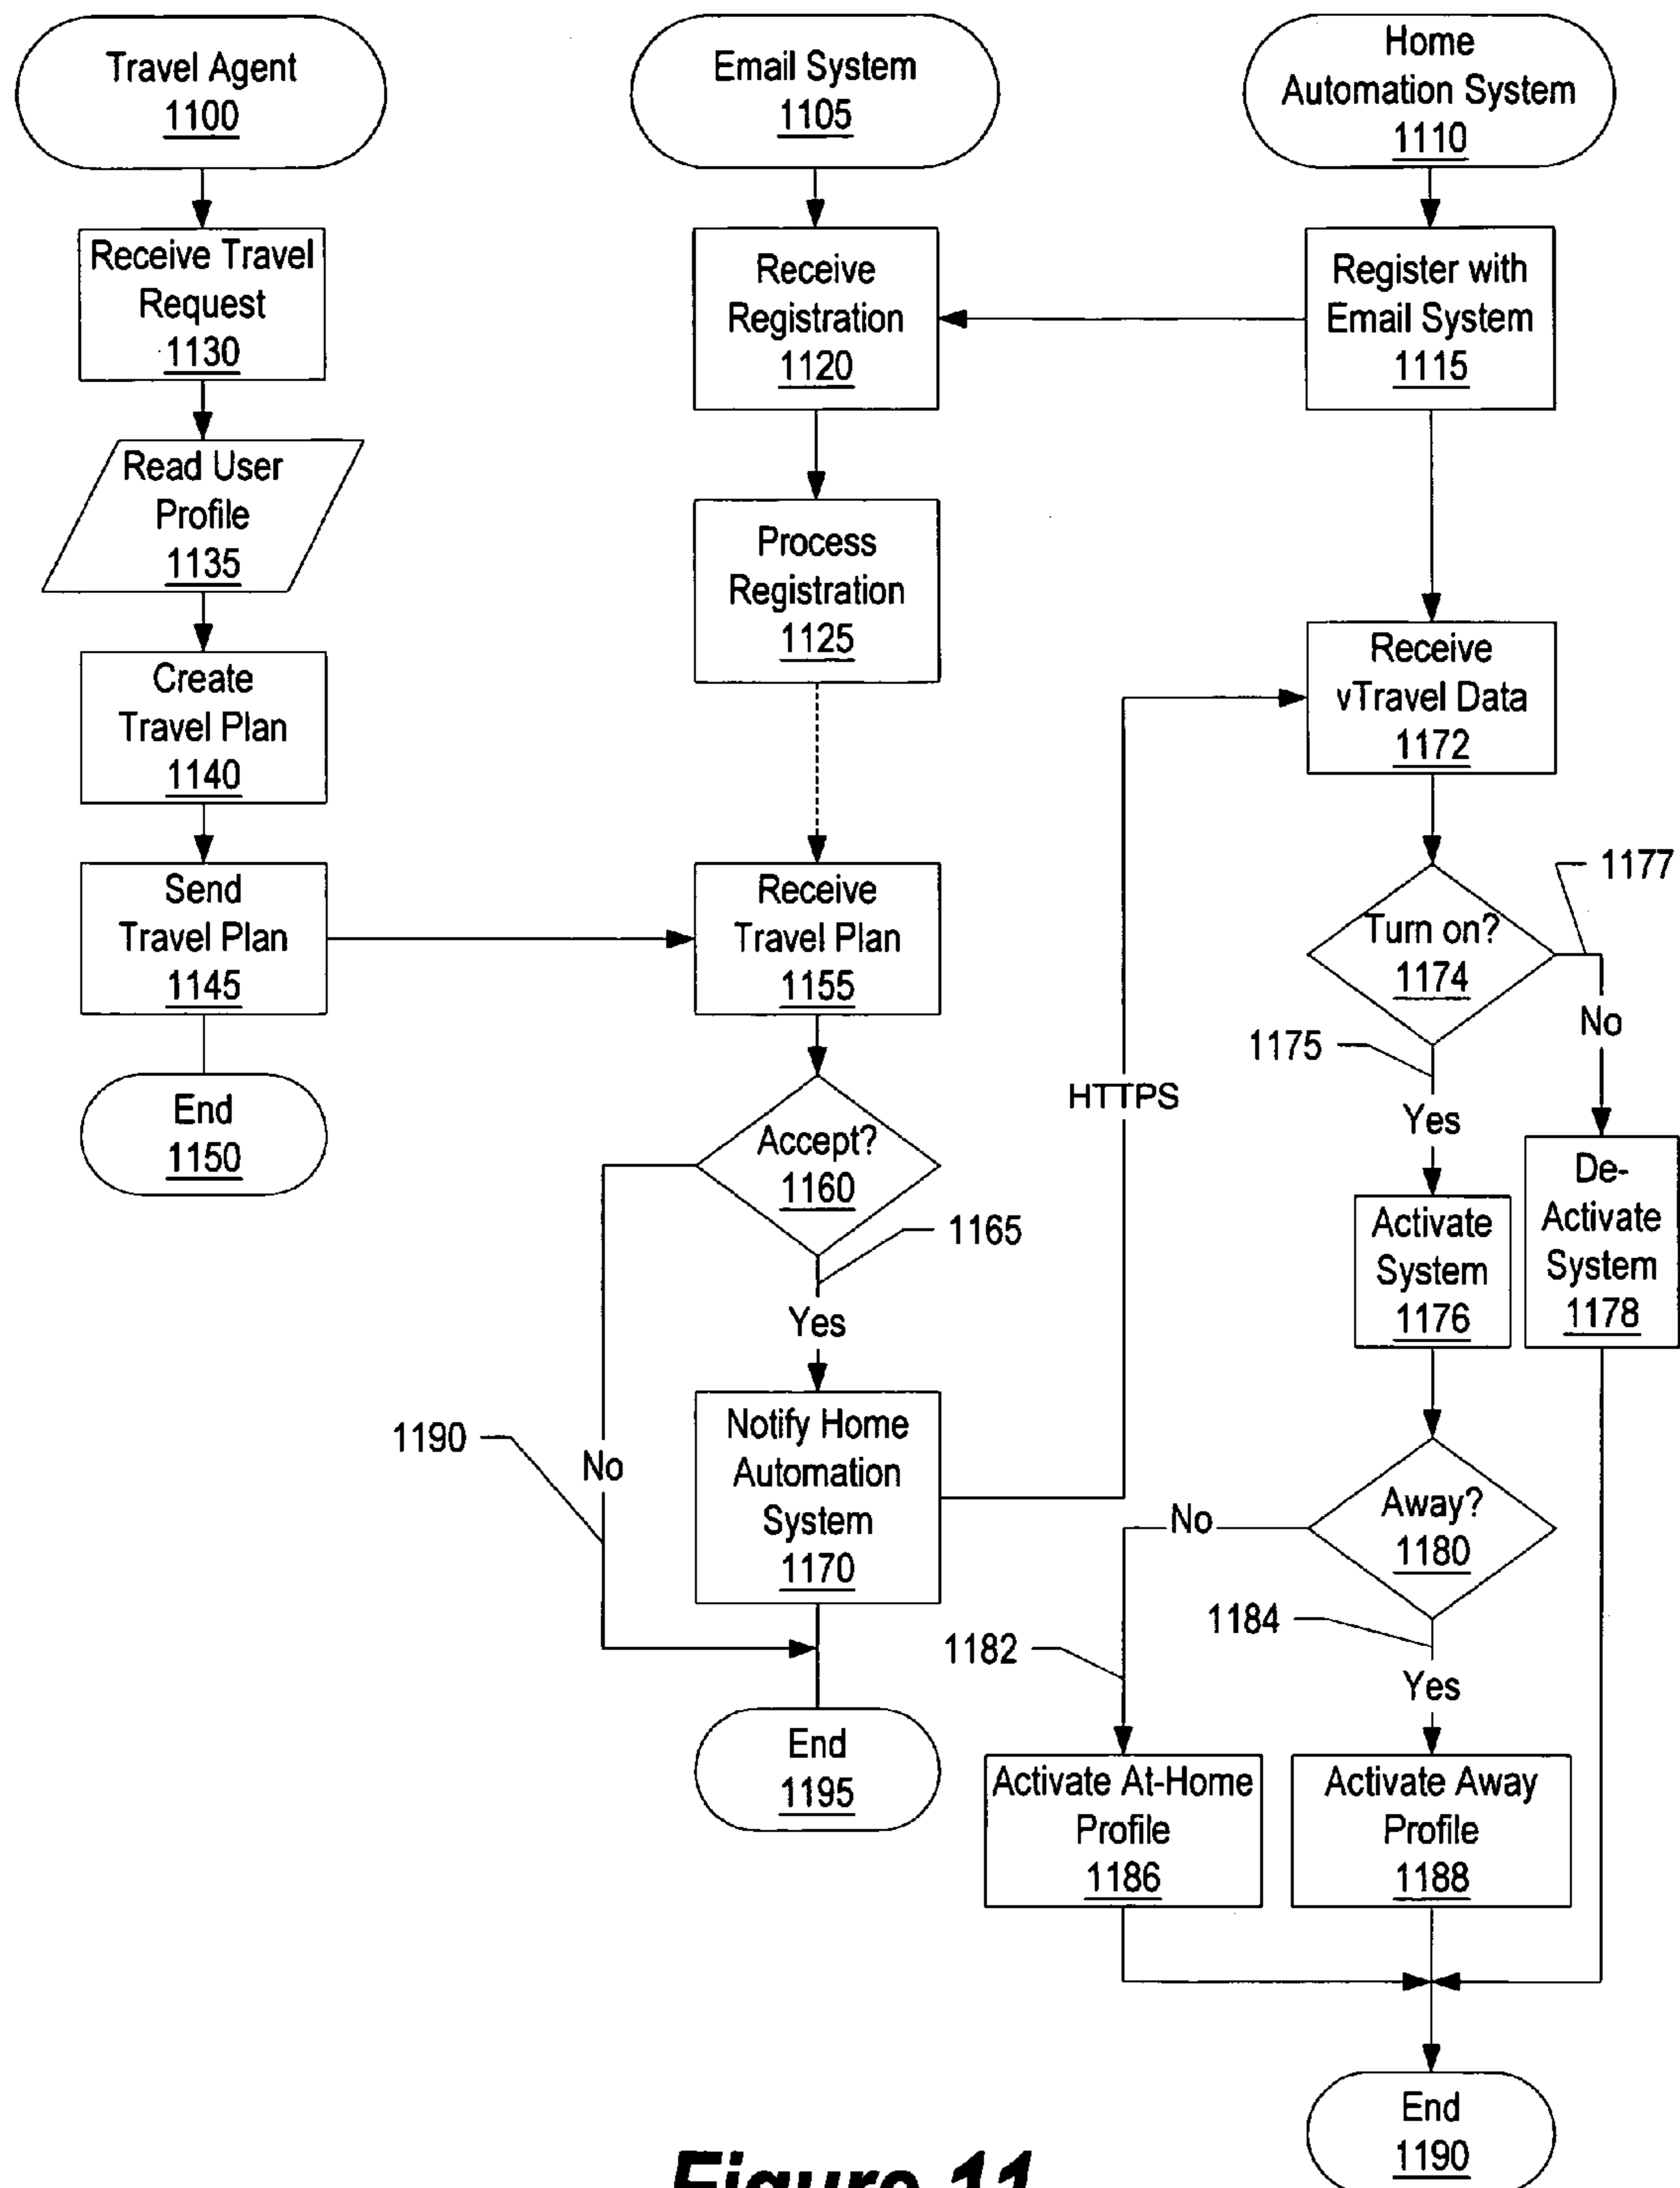 Travel Agent
1100
Receive Travel
Request
1130
Read User
Profile
1135
Create
Travel Plan
1140
Send
Travel Plan
1145
End
1150
Email System
1105
Receive
Registration
1120
Process
Registration
1125
Receive
Travel Plan
1155
Accept?
1160
1165
Yes
1190
No
Notify Home
Automation
System
1170
End
1195
HTTPS
Home
Automation System
1110
Register with
Email System
1115
Receive
vTravel Data
1172
Turn on?
1174
1177
No
1175
Yes
Activate
System
1176
De-
Activate
System
1178
Away?
1180
No
1182
1184
Yes
Activate At-Home
Profile
1186
Activate Away
Profile
1188
End
1190
Figure 11